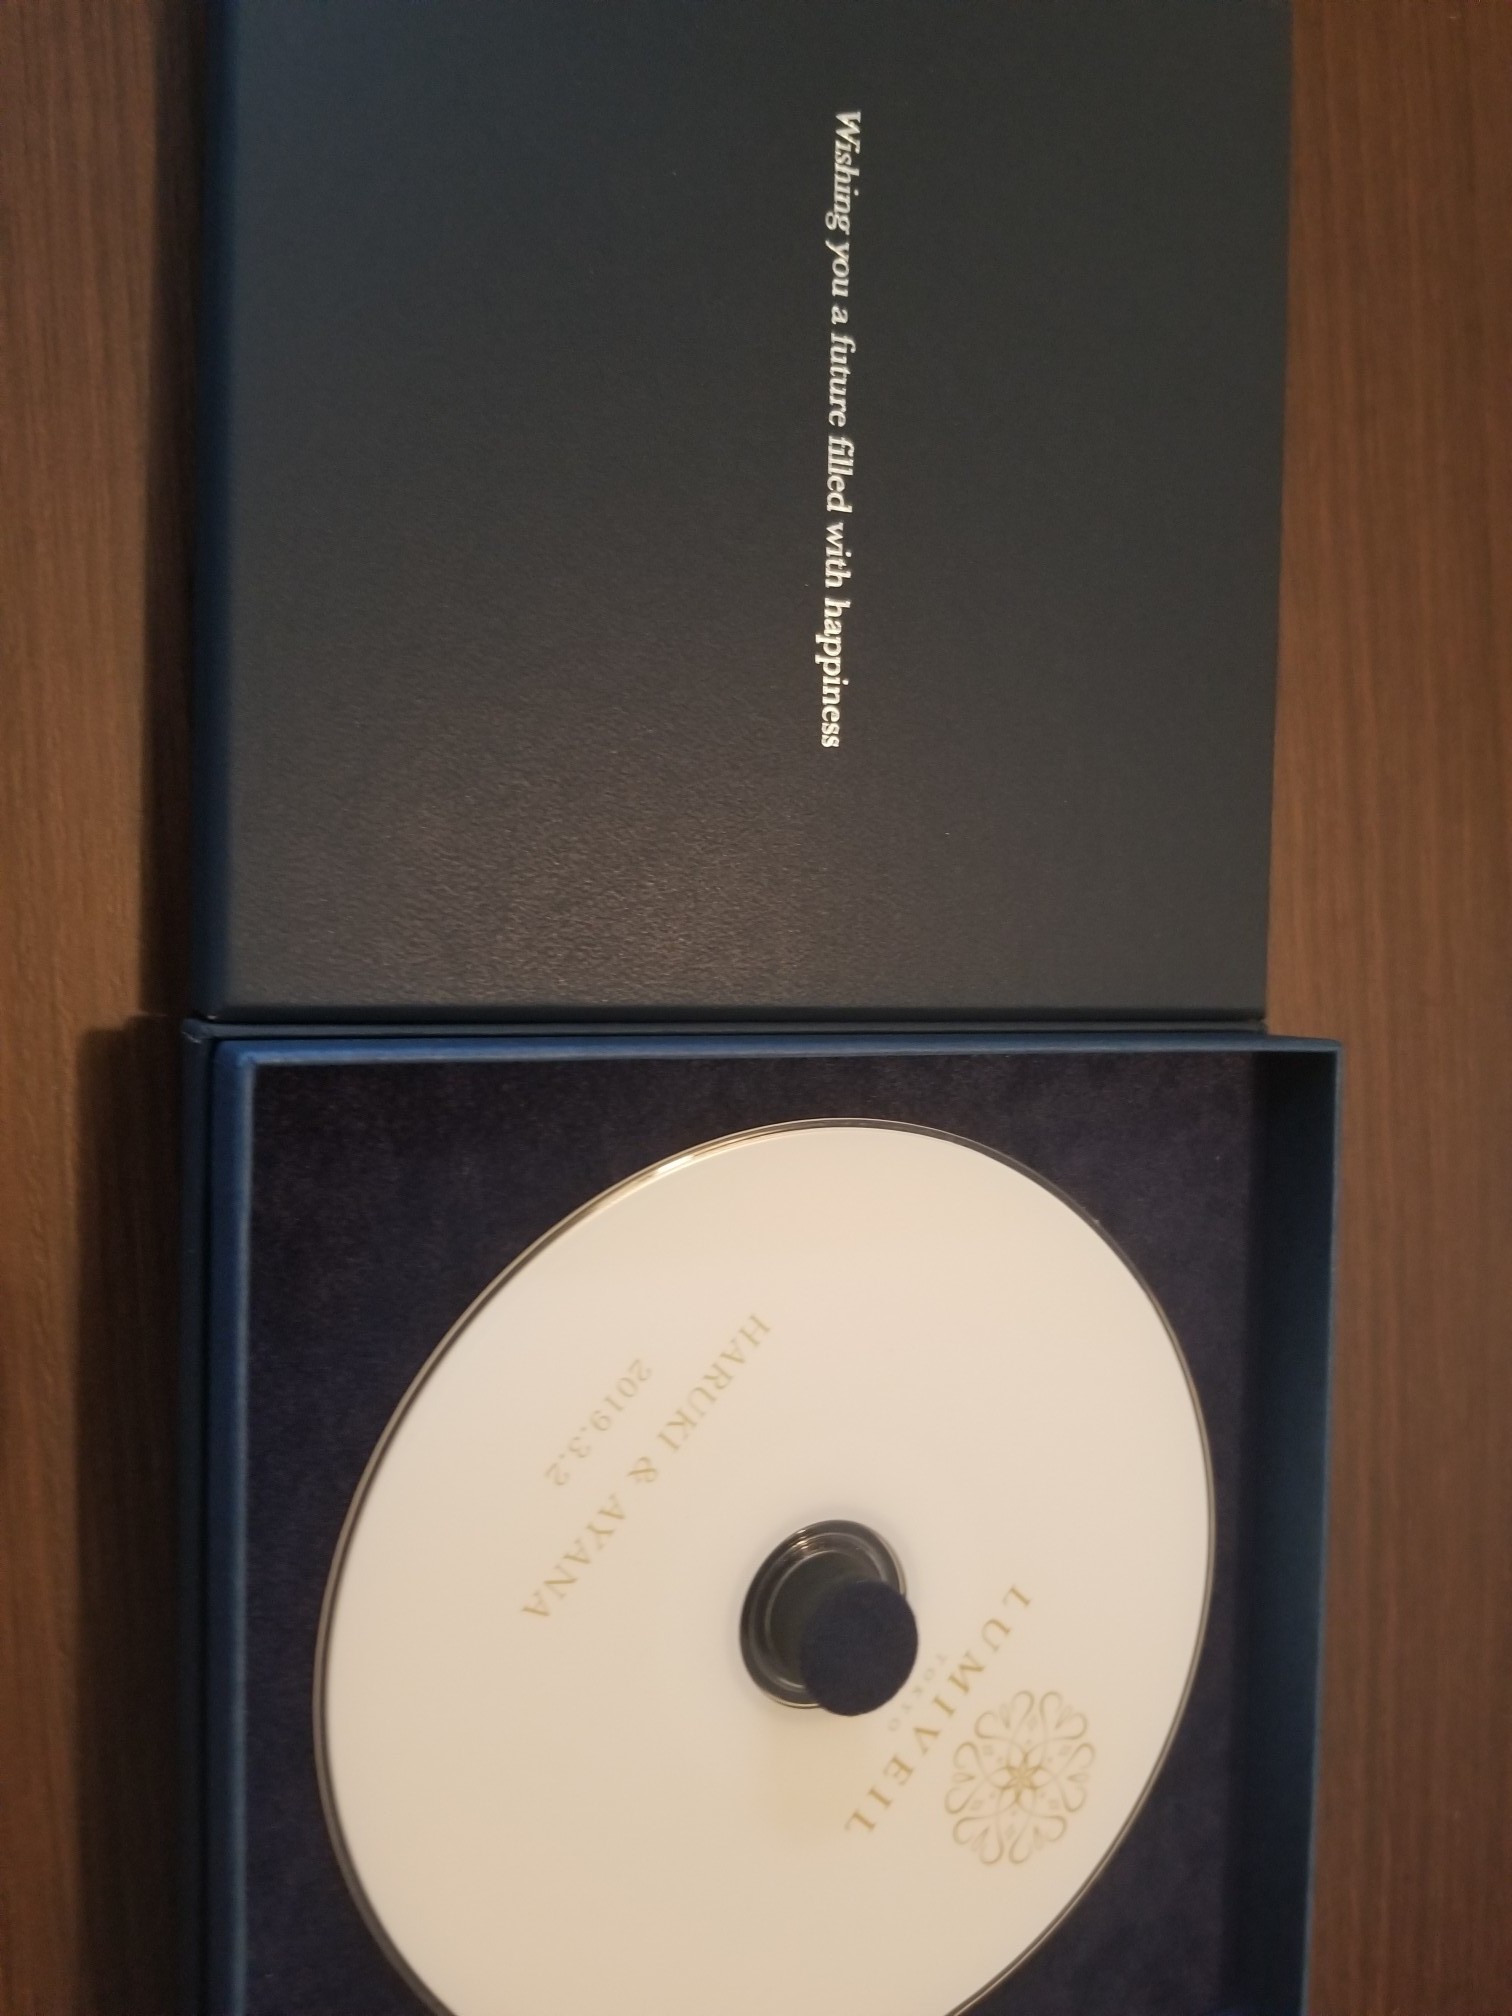 Wishing you a future filled with happiness
LUMIVEIL
TOKYO
HARUKI & AYANA
2019.3.2